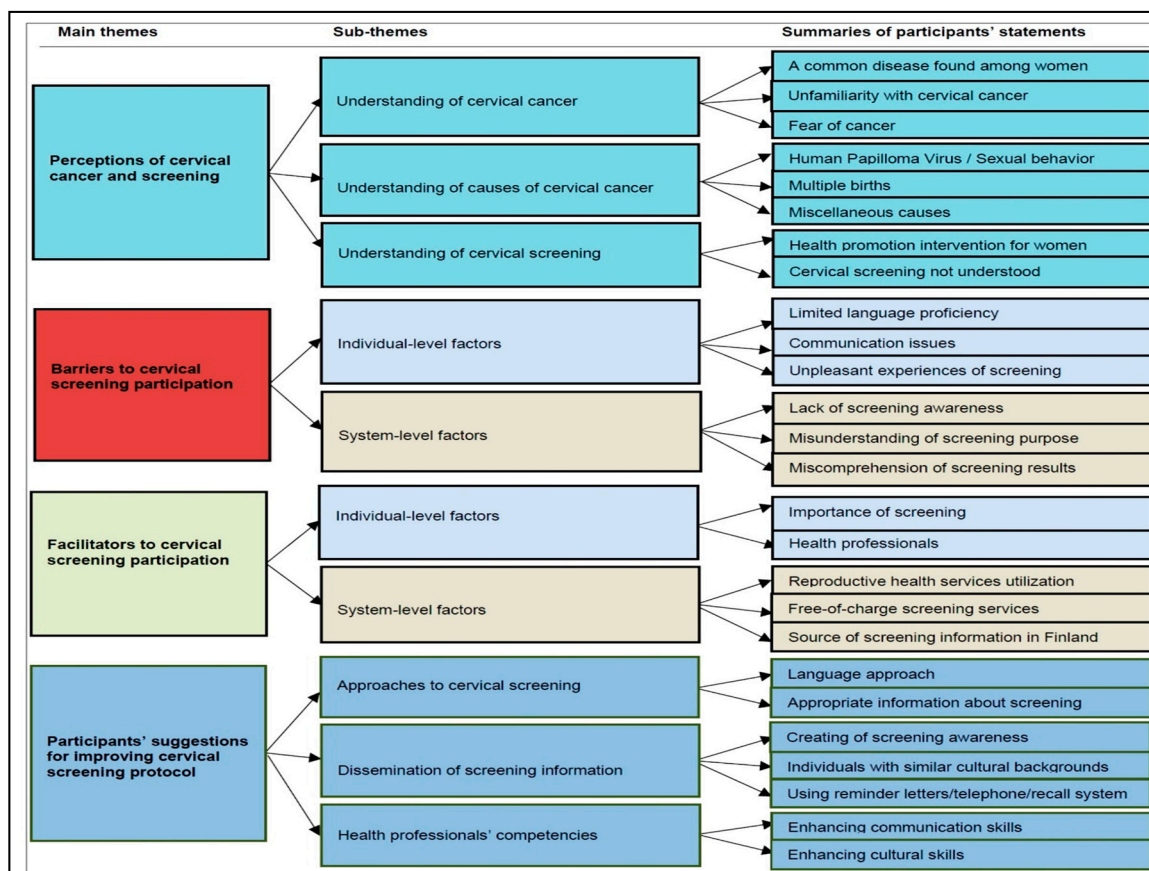 Main themes
Sub-themes
Summaries of participants' statements
Perceptions of cervical
cancer and screening
Understanding of cervical cancer
A common disease found among women
Unfamiliarity with cervical cancer
Fear of cancer
Understanding of causes of cervical cancer
Human Papilloma Virus / Sexual behavior
Multiple births
Miscellaneous causes
Understanding of cervical screening
Health promotion intervention for women
Cervical screening not understood
Barriers to cervical
screening participation
Individual-level factors
Limited language proficiency
Communication issues
Unpleasant experiences of screening
System-level factors
Lack of screening awareness
Misunderstanding of screening purpose
Miscomprehension of screening results
Facilitators to cervical
screening participation
Individual-level factors
Importance of screening
Health professionals
System-level factors
Reproductive health services utilization
Free-of-charge screening services
Source of screening information in Finland
Participants' suggestions
for improving cervical
screening protocol
Approaches to cervical screening
Language approach
Appropriate information about screening
Dissemination of screening information
Creating of screening awareness
Individuals with similar cultural backgrounds
Using reminder letters/telephone/recall system
Health professionals' competencies
Enhancing communication skills
Enhancing cultural skills